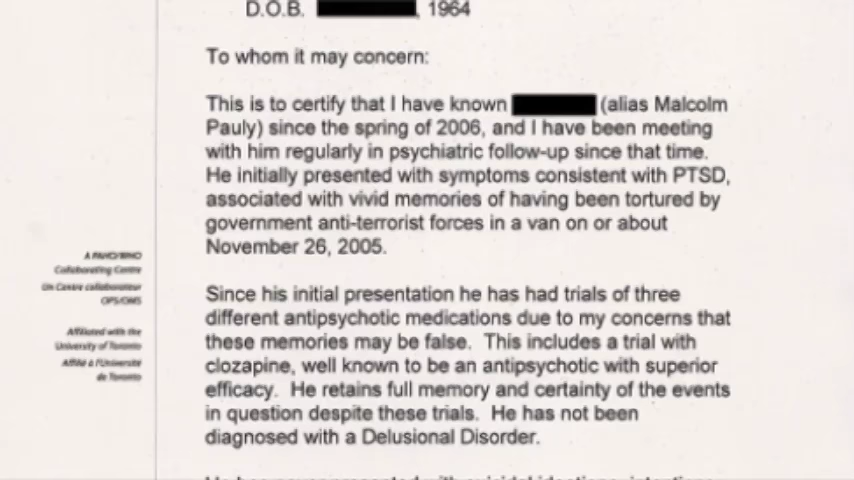 D.O.B. , 1964
To whom it may concern:
This is to certify that I have known (alias Malcolm
Pauly) since the spring of 2006, and I have been meeting
with him regularly in psychiatric follow-up since that time.
He initially presented with symptoms consistent with PTSD,
associated with vivid memories of having been tortured by
government anti-terrorist forces in a van on or about
November 26, 2005.
A PAHO/WHO
Collaborating Centre
Un Centre collaborateur
OPS/OMS
Since his initial presentation he has had trials of three
different antipsychotic medications due to my concerns that
these memories may be false. This includes a trial with
clozapine, well known to be an antipsychotic with superior
efficacy. He retains full memory and certainty of the events
in question despite these trials. He has not been
diagnosed with a Delusional Disorder.
Affiliated with the
University of Toronto
Affilié à l'Université
de Toronto